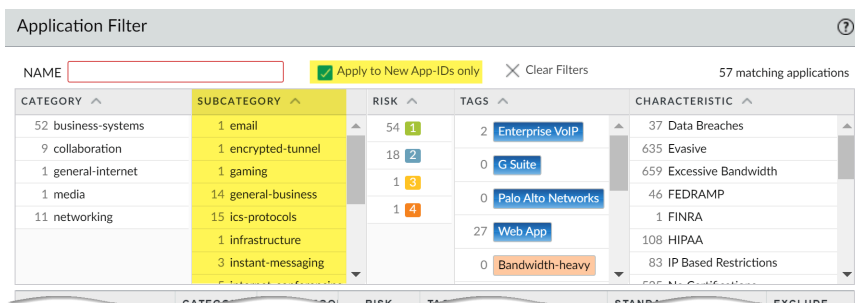 Application Filter
NAME
Apply to New App-IDs only
Clear Filters
57 matching applications
CATEGORY SUBCATEGORY RISK TAGS CHARACTERISTIC
52 business-systems
9 collaboration
1 general-internet
1 media
11 networking
1 email
1 encrypted-tunnel
1 gaming
14 general-business
15 ics-protocols
1 infrastructure
3 instant-messaging
54 1
18 2
1 3
1 4
2 Enterprise VoIP
0 G Suite
0 Palo Alto Networks
27 Web App
0 Bandwidth-heavy
37 Data Breaches
635 Evasive
659 Excessive Bandwidth
46 FEDRAMP
1 FINRA
108 HIPAA
83 IP Based Restrictions
RISK